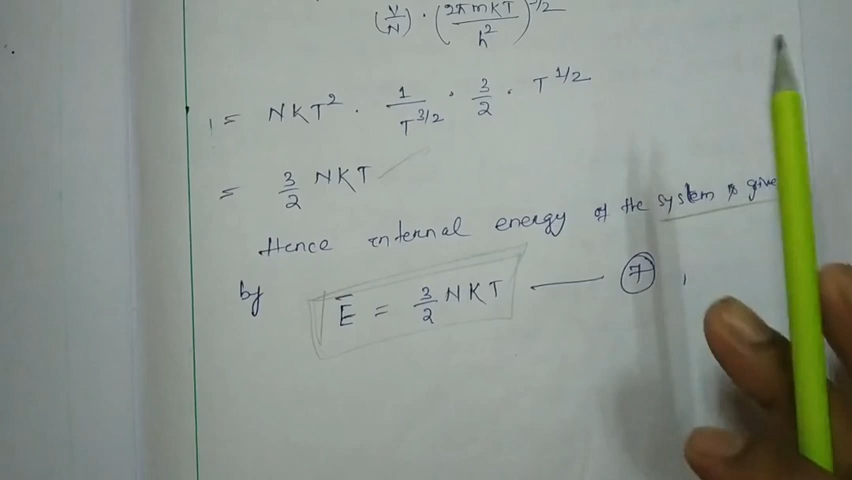 (V/N) · (2πmKT/h²)^3/2
= NKT² · 1/T^3/2 · 3/2 · T^1/2
= 3/2 NKT
Hence internal energy of the system is give
by Ē = 3/2 NKT —— ⑦